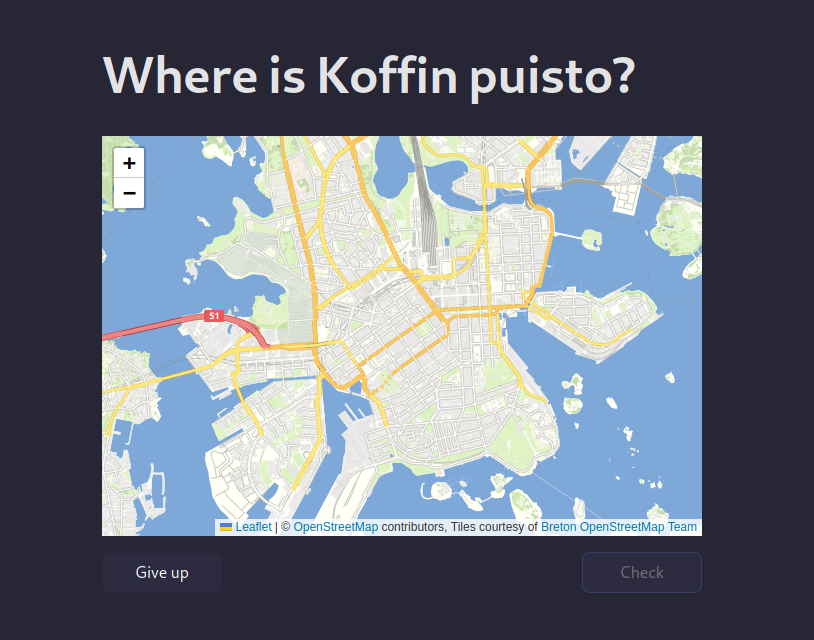 Where is Koffin puisto?
+
−
51
Leaflet | © OpenStreetMap contributors, Tiles courtesy of Breton OpenStreetMap Team
Give up
Check